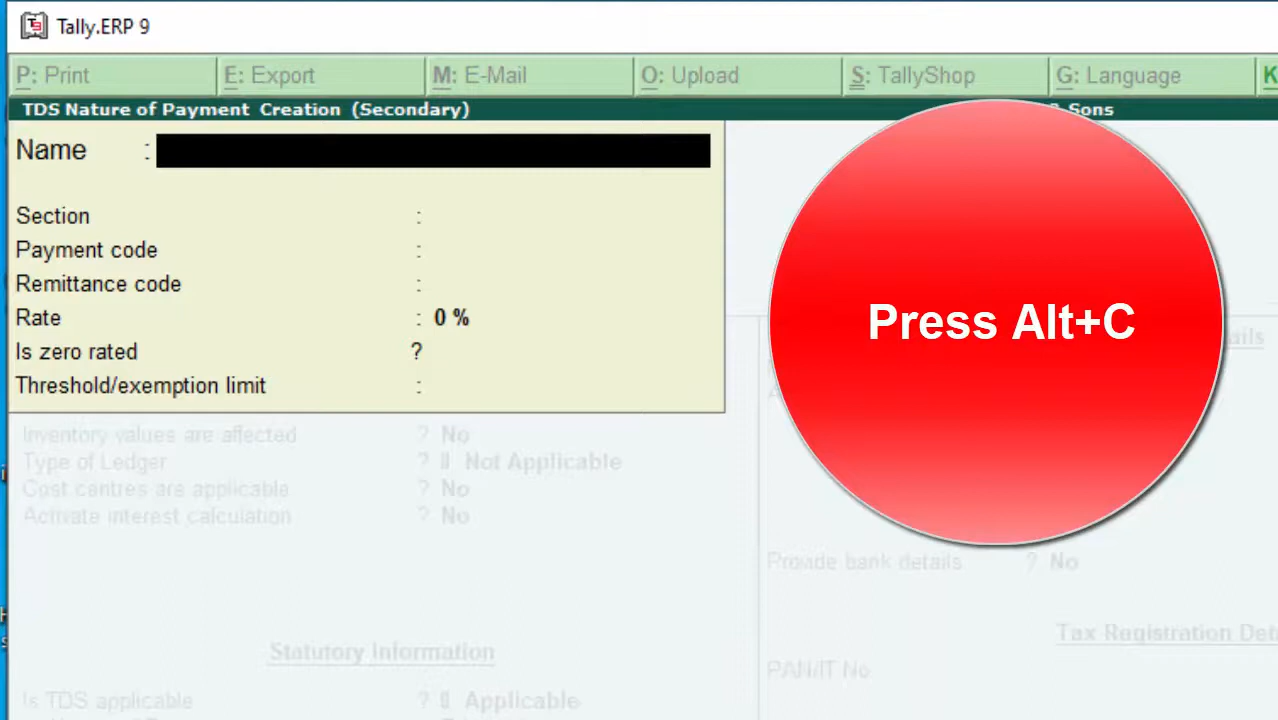 Tally.ERP 9
P: Print E: Export M: E-Mail O: Upload S: TallyShop G: Language K
TDS Nature of Payment Creation (Secondary) Sons
Name :
Section :
Payment code :
Remittance code :
Rate : 0 %
Is zero rated ?
Threshold/exemption limit :
Press Alt+C
Inventory values are affected ? No
Type of Ledger ? Not Applicable
Cost centres are applicable ? No
Activate interest calculation ? No
Provide bank details ? No
Statutory Information
Tax Registration Det
PAN/IT No
Is TDS applicable ? Applicable